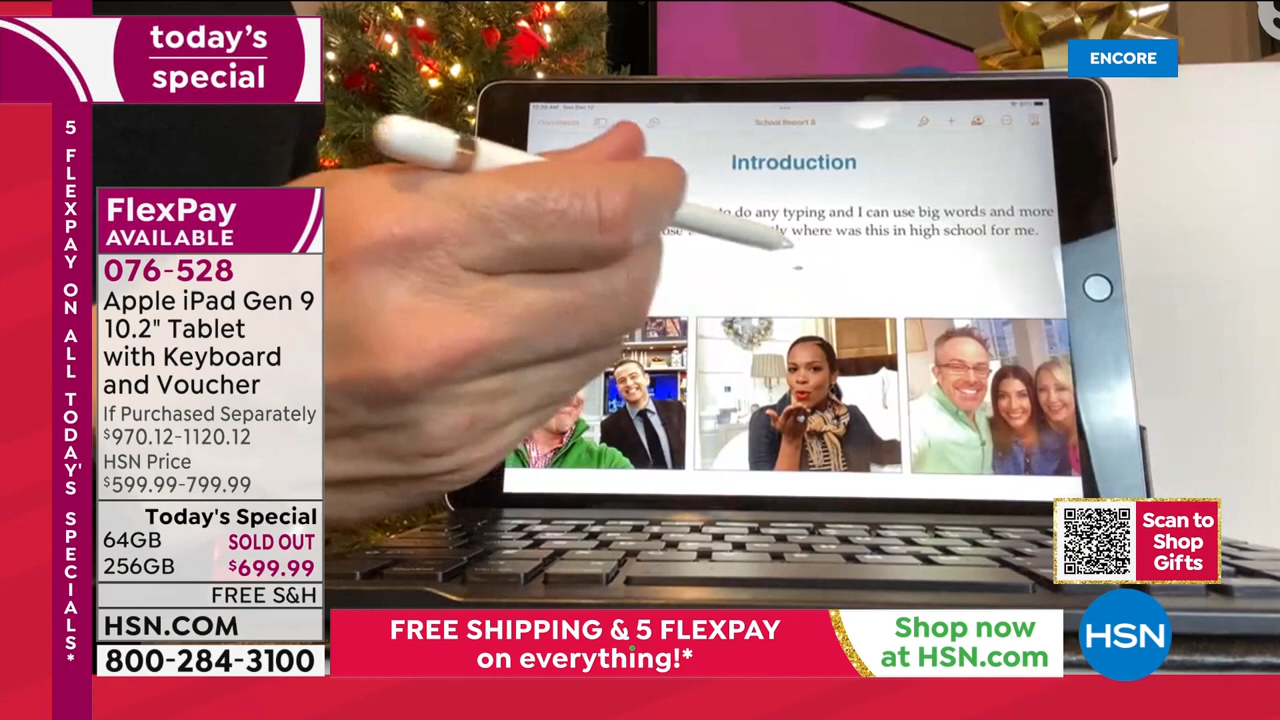 today's
special
ENCORE
5 FLEXPAY ON ALL TODAY'S SPECIALS*
FlexPay
AVAILABLE
076-528
Apple iPad Gen 9
10.2" Tablet
with Keyboard
and Voucher
If Purchased Separately
$970.12-1120.12
HSN Price
$599.99-799.99
Today's Special
64GB SOLD OUT
256GB $699.99
FREE S&H
HSN.COM
800-284-3100
Documents School Report 8
Introduction
to do any typing and I can use big words and more
where was this in high school for me.
Scan to
Shop
Gifts
FREE SHIPPING & 5 FLEXPAY
on everything!*
Shop now
at HSN.com
HSN